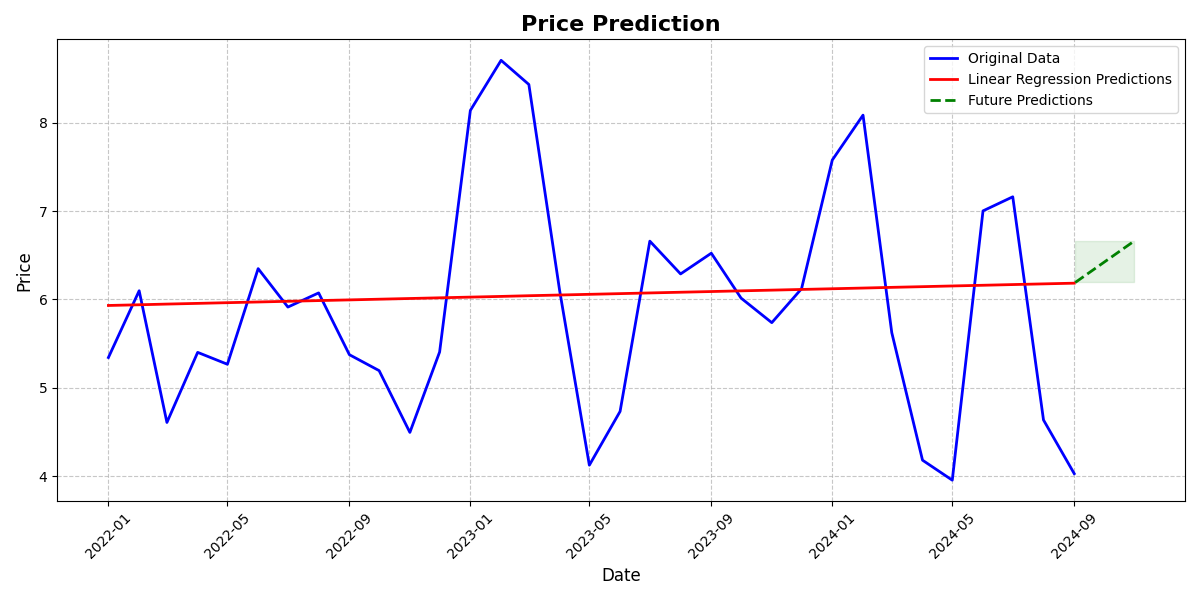 Price Prediction
Original Data
Linear Regression Predictions
Future Predictions
Price
8
7
6
5
4
2022-01
2022-05
2022-09
2023-01
2023-05
2023-09
2024-01
2024-05
2024-09
Date